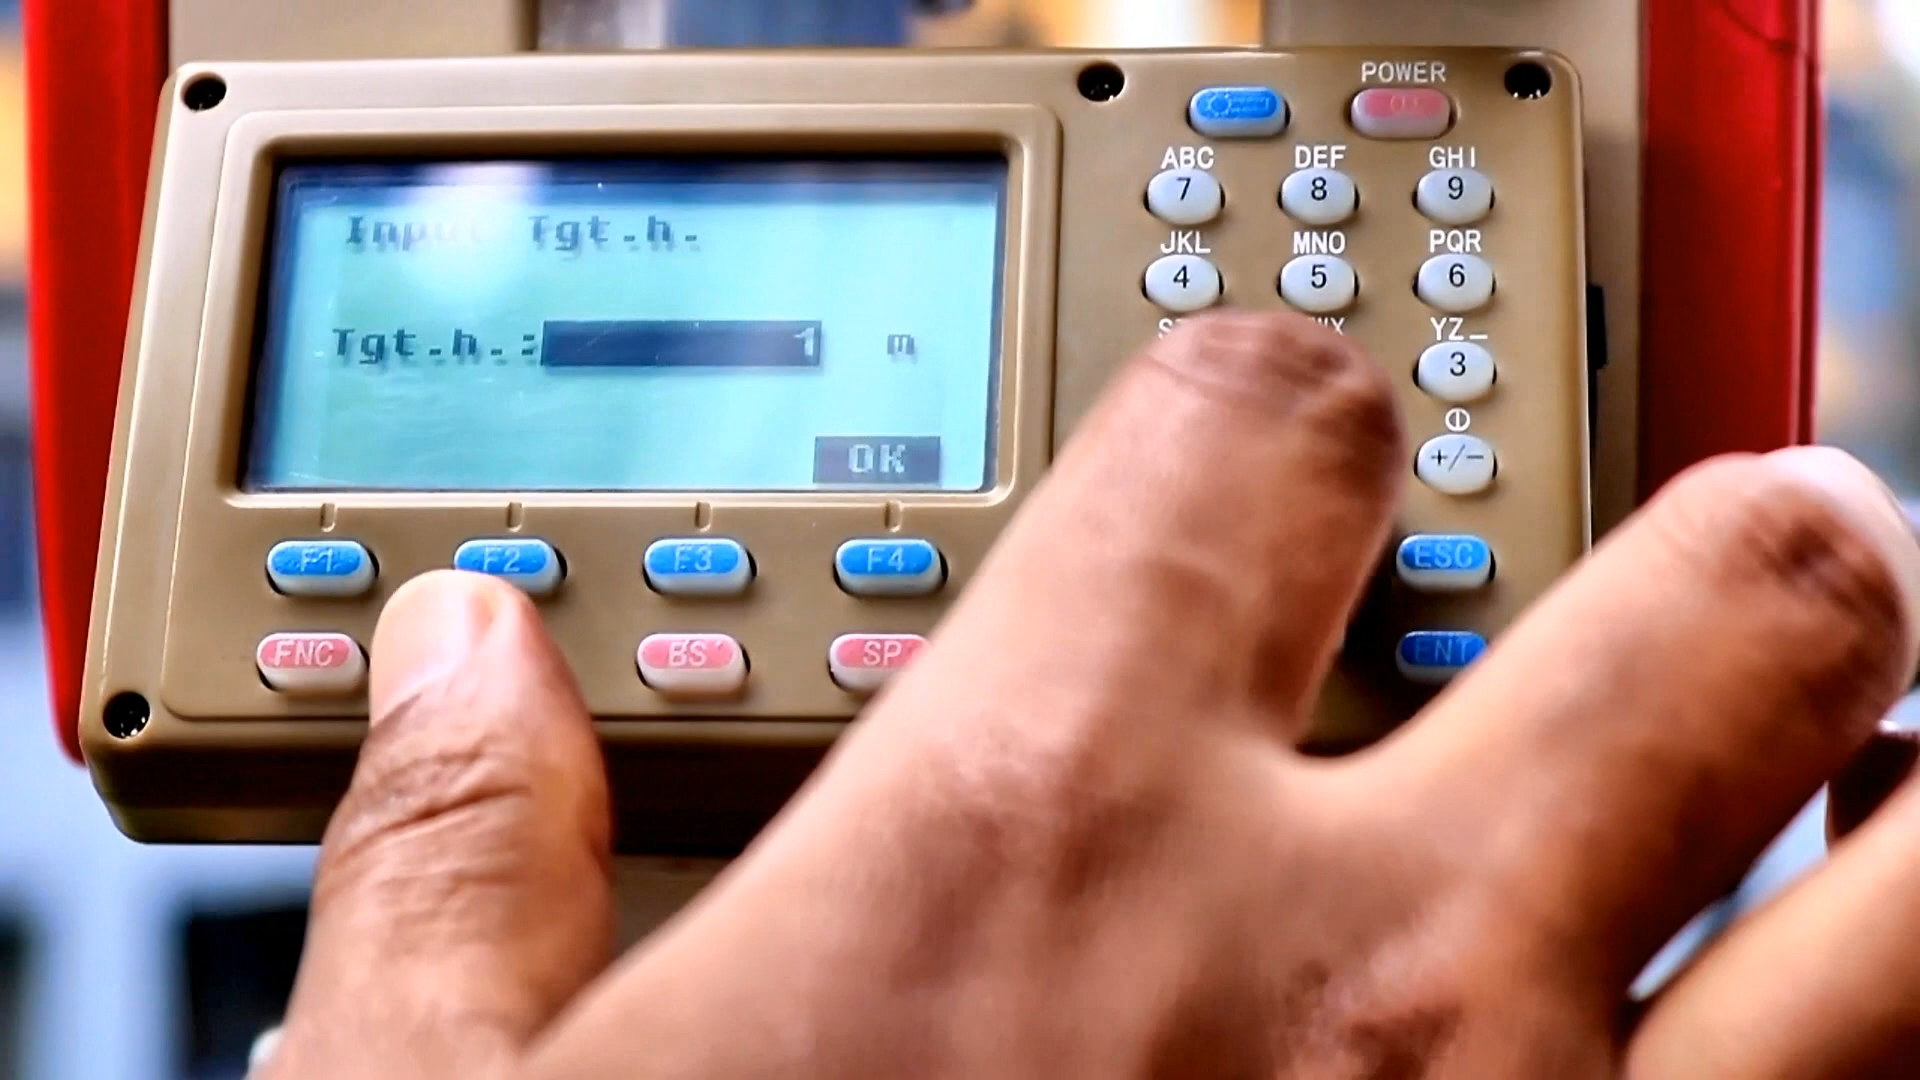 POWER
ABC DEF GHI
7 8 9
Input Tgt.h.
JKL MNO PQR
4 5 6
Tgt.h.: 1 m
YZ_
3
OK
+/-
F1 F2 F3 F4 ESC
FNC BS SP ENT